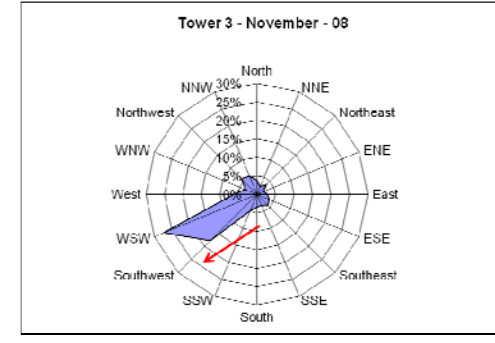 Tower 3 - November - 08
North
NNW
30%
NNE
25%
Northwest
20%
Northeast
15%
WNW
10%
ENE
5%
West
0%
East
WSW
ESE
Southwest
Southeast
SSW
SSE
South